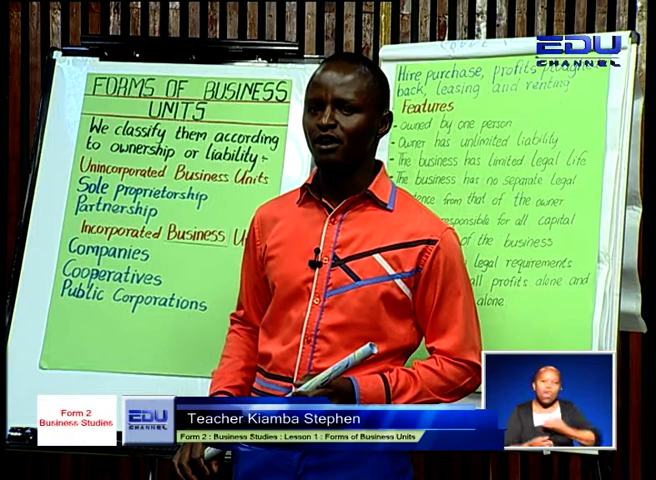 FORMS OF BUSINESS
UNITS
We classify them according
to ownership or liability:-
Unincorporated Business Units
Sole proprietorship
Partnership
Incorporated Business U
Companies
Cooperatives
Public Corporations
Hire purchase, profits
back, leasing and renting
Features
- owned by one person
- Owner has unlimited liability
- The business has limited legal life
- The business has no separate legal
from that of the owner
responsible for all capital
of the business
legal requirements
all profits alone and
alone
EDU
CHANNEL
Form 2
Business Studies
EDU
CHANNEL
Teacher Kiamba Stephen
Form 2 : Business Studies : Lesson 1 : Forms of Business Units